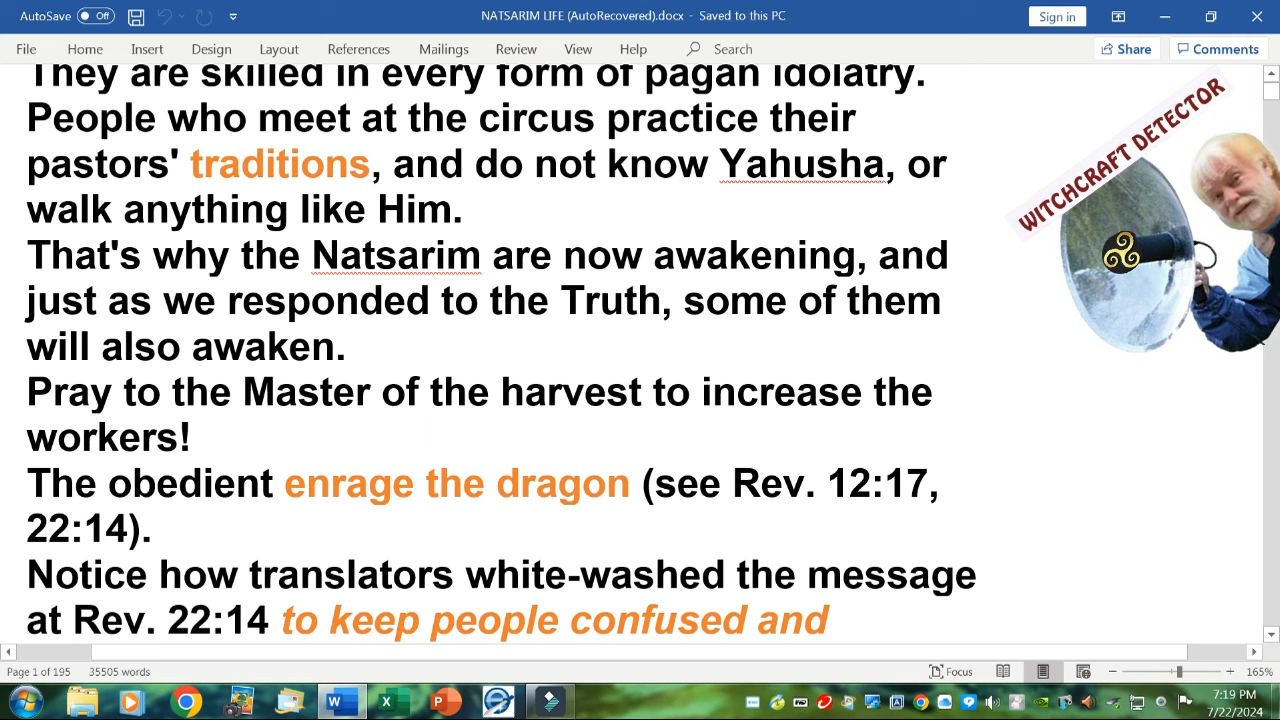 AutoSave Off NATSARIM LIFE (AutoRecovered).docx - Saved to this PC Sign in
File Home Insert Design Layout References Mailings Review View Help Search Share Comments
They are skilled in every form of pagan idolatry.
People who meet at the circus practice their
pastors' traditions, and do not know Yahusha, or
walk anything like Him.
That's why the Natsarim are now awakening, and
just as we responded to the Truth, some of them
will also awaken.
Pray to the Master of the harvest to increase the
workers!
The obedient enrage the dragon (see Rev. 12:17,
22:14).
Notice how translators white-washed the message
at Rev. 22:14 to keep people confused and
WITCHCRAFT DETECTOR
Page 1 of 195 35505 words Focus 165%
7:19 PM
7/22/2024